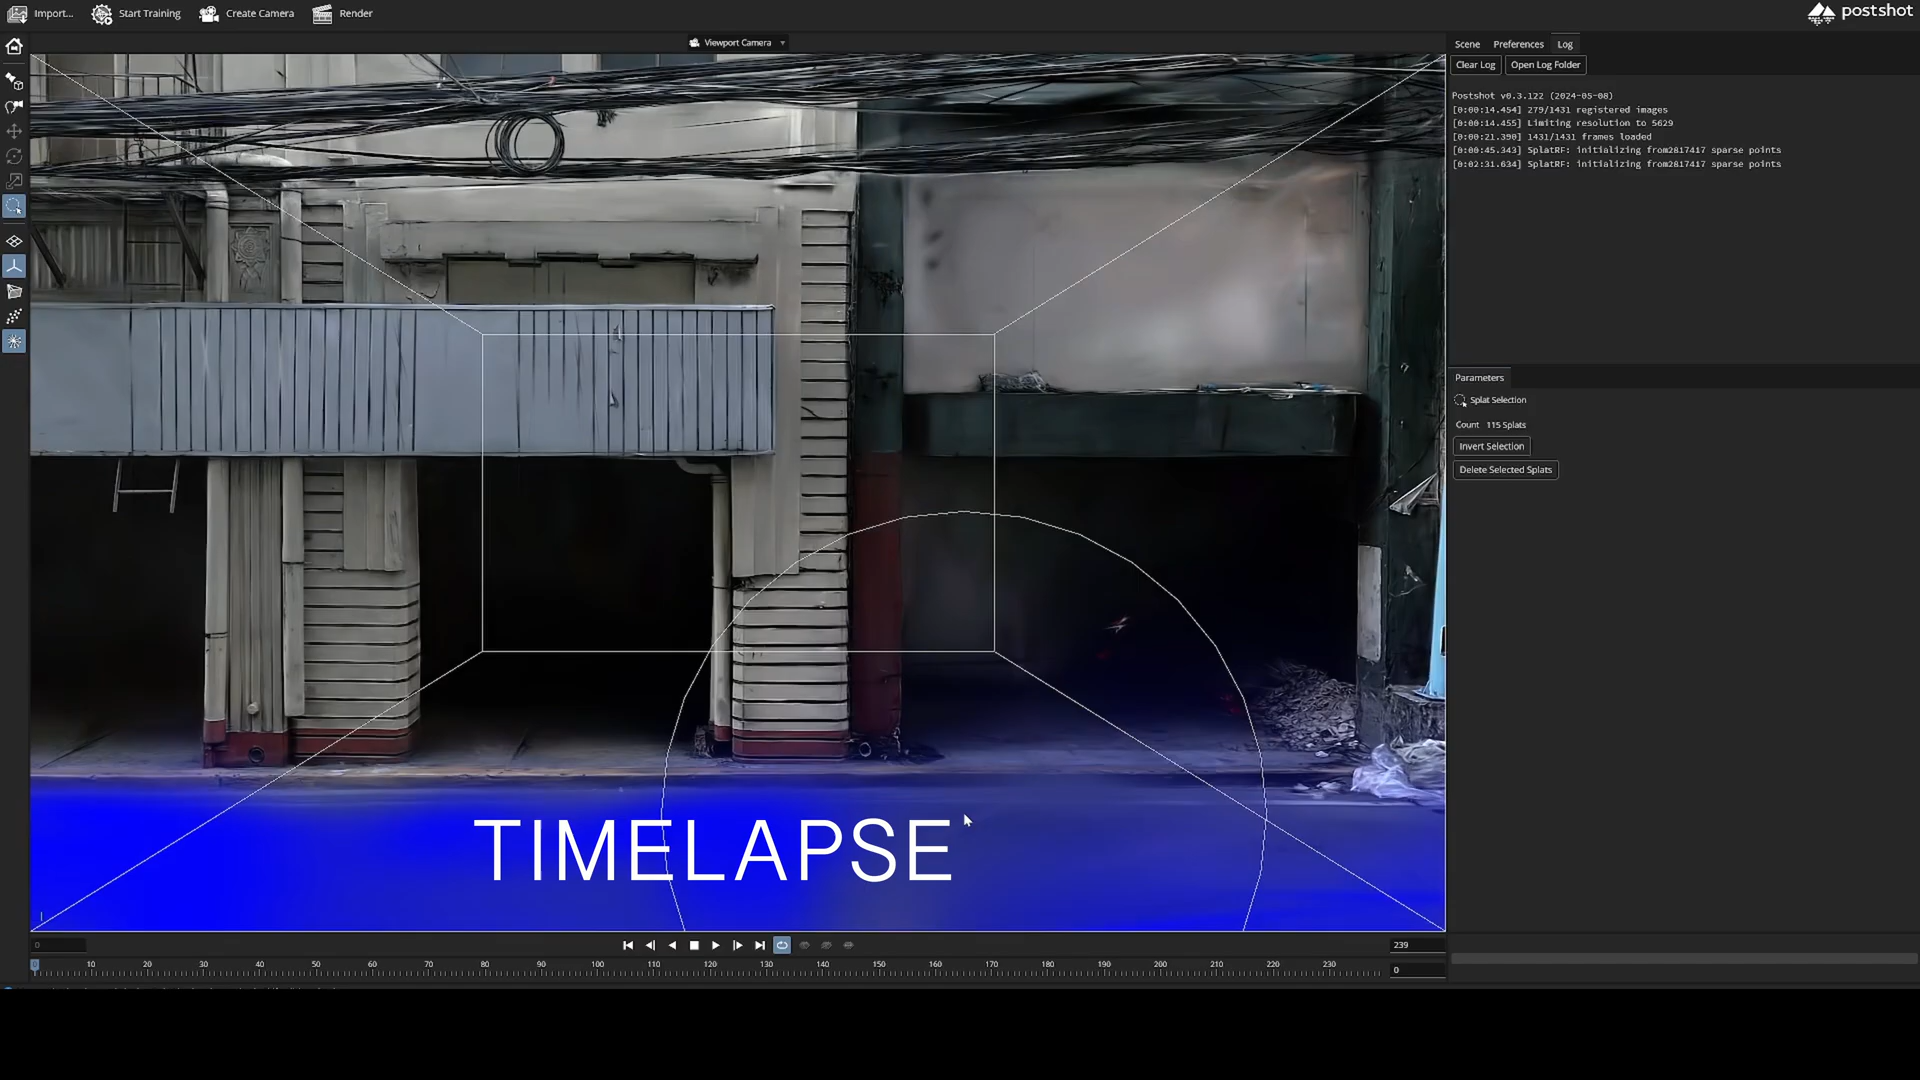 Import...
Start Training
Create Camera
Render
postshot
Viewport Camera
Scene
Preferences
Log
Clear Log
Open Log Folder
Postshot v0.3.122 (2024-05-08)
[0:00:14.454] 279/1431 registered images
[0:00:14.455] Limiting resolution to 5629
[0:00:21.390] 1431/1431 frames loaded
[0:00:45.343] SplatRF: initializing from2817417 sparse points
[0:02:31.634] SplatRF: initializing from2817417 sparse points
Parameters
Splat Selection
Count 115 Splats
Invert Selection
Delete Selected Splats
TIMELAPSE
0
239
0 10 20 30 40 50 60 70 80 90 100 110 120 130 140 150 160 170 180 190 200 210 220 230
0